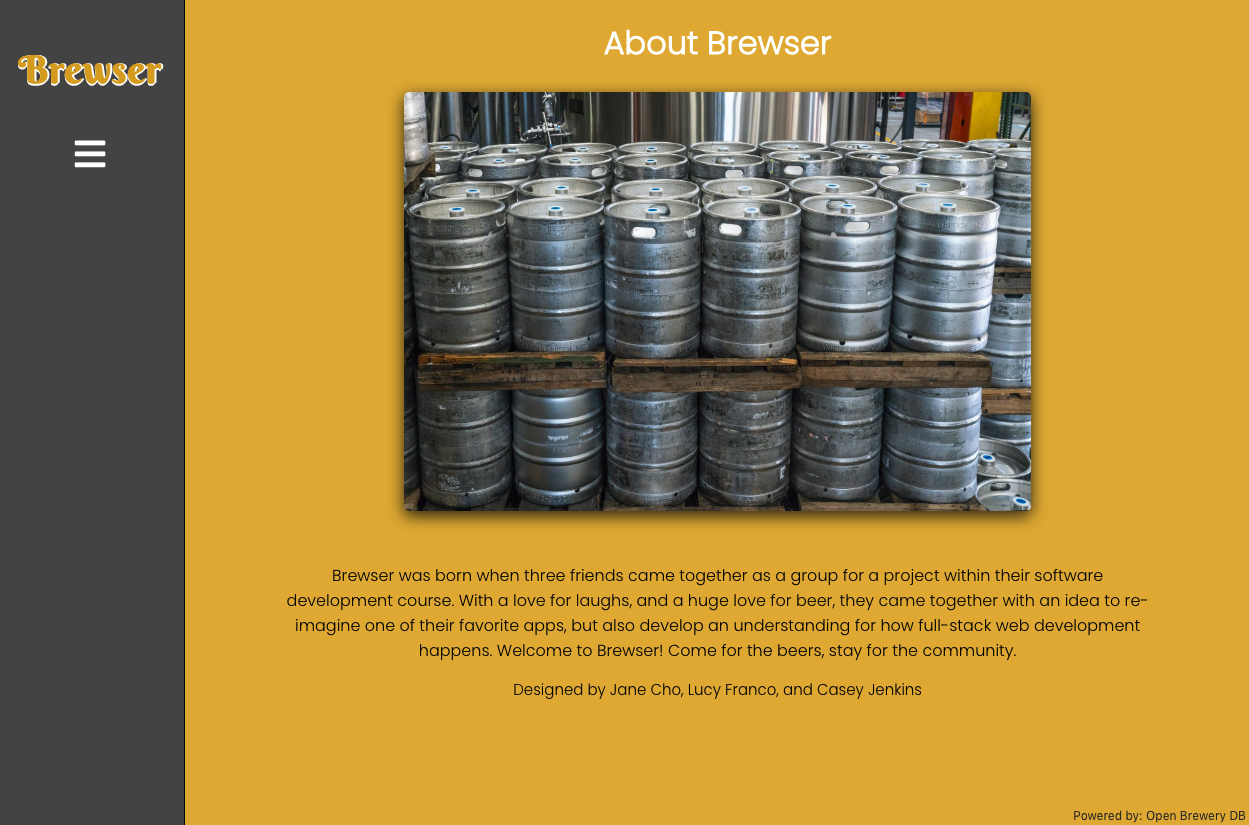 Brewser
About Brewser
Brewser was born when three friends came together as a group for a project within their software
development course. With a love for laughs, and a huge love for beer, they came together with an idea to re-
imagine one of their favorite apps, but also develop an understanding for how full-stack web development
happens. Welcome to Brewser! Come for the beers, stay for the community.
Designed by Jane Cho, Lucy Franco, and Casey Jenkins
Powered by: Open Brewery DB